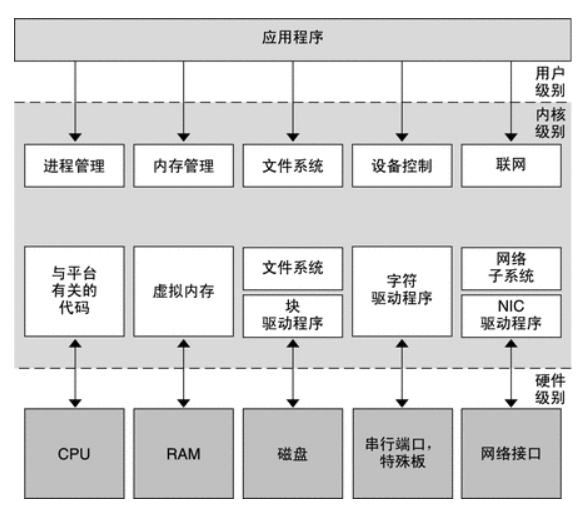 应用程序
用户
级别
内核
级别
进程管理
内存管理
文件系统
设备控制
联网
与平台
有关的
代码
虚拟内存
文件系统
块
驱动程序
字符
驱动程序
网络
子系统
NIC
驱动程序
硬件
级别
CPU
RAM
磁盘
串行端口，
特殊板
网络接口